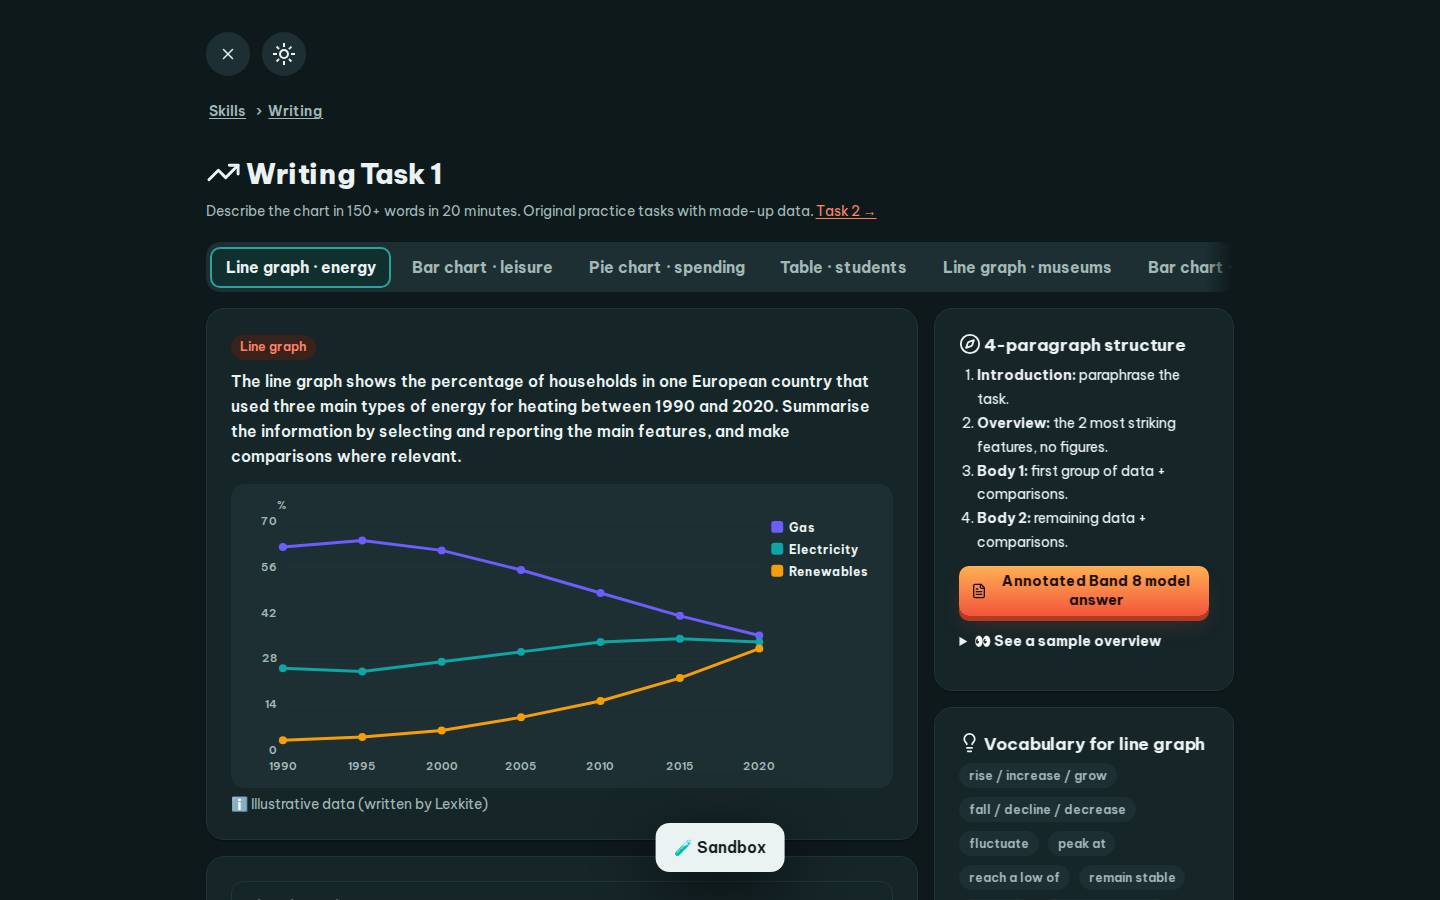 Skills › Writing
Writing Task 1
Describe the chart in 150+ words in 20 minutes. Original practice tasks with made-up data. Task 2 →
Line graph · energy
Bar chart · leisure
Pie chart · spending
Table · students
Line graph · museums
Bar chart
Line graph
The line graph shows the percentage of households in one European country that
used three main types of energy for heating between 1990 and 2020. Summarise
the information by selecting and reporting the main features, and make
comparisons where relevant.
%
70
56
42
28
14
0
1990 1995 2000 2005 2010 2015 2020
Gas
Electricity
Renewables
ℹ️ Illustrative data (written by Lexkite)
4-paragraph structure
1. Introduction: paraphrase the
task.
2. Overview: the 2 most striking
features, no figures.
3. Body 1: first group of data +
comparisons.
4. Body 2: remaining data +
comparisons.
Annotated Band 8 model
answer
▶ 👀 See a sample overview
Vocabulary for line graph
rise / increase / grow
fall / decline / decrease
fluctuate
peak at
reach a low of
remain stable
🧪 Sandbox